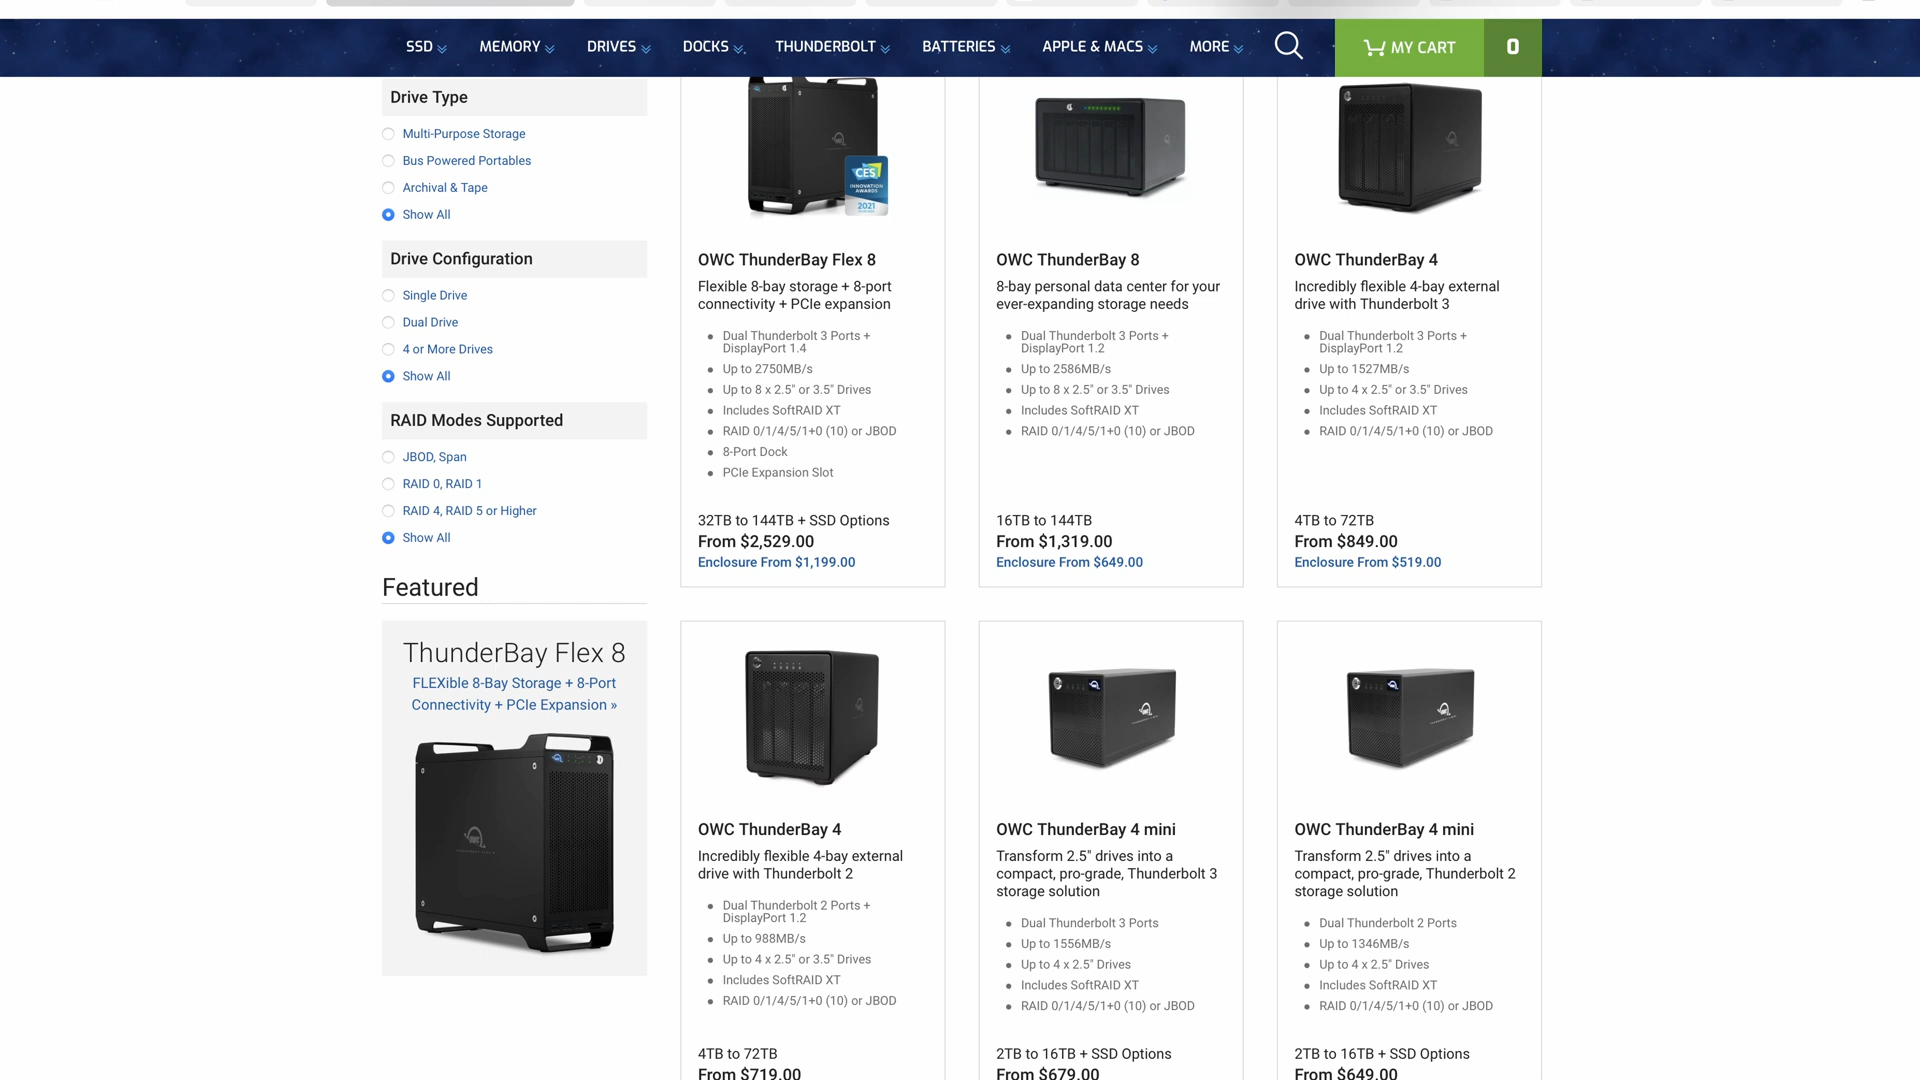 SSD MEMORY DRIVES DOCKS THUNDERBOLT BATTERIES APPLE & MACS MORE MY CART 0
Drive Type
Multi-Purpose Storage
Bus Powered Portables
Archival & Tape
Show All
Drive Configuration
Single Drive
Dual Drive
4 or More Drives
Show All
RAID Modes Supported
JBOD, Span
RAID 0, RAID 1
RAID 4, RAID 5 or Higher
Show All
Featured
ThunderBay Flex 8
FLEXible 8-Bay Storage + 8-Port
Connectivity + PCIe Expansion »
CES
INNOVATION
AWARDS
2021
OWC ThunderBay Flex 8
Flexible 8-bay storage + 8-port
connectivity + PCIe expansion
Dual Thunderbolt 3 Ports +
DisplayPort 1.4
Up to 2750MB/s
Up to 8 x 2.5" or 3.5" Drives
Includes SoftRAID XT
RAID 0/1/4/5/1+0 (10) or JBOD
8-Port Dock
PCIe Expansion Slot
32TB to 144TB + SSD Options
From $2,529.00
Enclosure From $1,199.00
OWC ThunderBay 8
8-bay personal data center for your
ever-expanding storage needs
Dual Thunderbolt 3 Ports +
DisplayPort 1.2
Up to 2586MB/s
Up to 8 x 2.5" or 3.5" Drives
Includes SoftRAID XT
RAID 0/1/4/5/1+0 (10) or JBOD
16TB to 144TB
From $1,319.00
Enclosure From $649.00
OWC ThunderBay 4
Incredibly flexible 4-bay external
drive with Thunderbolt 3
Dual Thunderbolt 3 Ports +
DisplayPort 1.2
Up to 1527MB/s
Up to 4 x 2.5" or 3.5" Drives
Includes SoftRAID XT
RAID 0/1/4/5/1+0 (10) or JBOD
4TB to 72TB
From $849.00
Enclosure From $519.00
OWC ThunderBay 4
Incredibly flexible 4-bay external
drive with Thunderbolt 2
Dual Thunderbolt 2 Ports +
DisplayPort 1.2
Up to 988MB/s
Up to 4 x 2.5" or 3.5" Drives
Includes SoftRAID XT
RAID 0/1/4/5/1+0 (10) or JBOD
4TB to 72TB
From $719.00
OWC ThunderBay 4 mini
Transform 2.5" drives into a
compact, pro-grade, Thunderbolt 3
storage solution
Dual Thunderbolt 3 Ports
Up to 1556MB/s
Up to 4 x 2.5" Drives
Includes SoftRAID XT
RAID 0/1/4/5/1+0 (10) or JBOD
2TB to 16TB + SSD Options
From $679.00
OWC ThunderBay 4 mini
Transform 2.5" drives into a
compact, pro-grade, Thunderbolt 2
storage solution
Dual Thunderbolt 2 Ports
Up to 1346MB/s
Up to 4 x 2.5" Drives
Includes SoftRAID XT
RAID 0/1/4/5/1+0 (10) or JBOD
2TB to 16TB + SSD Options
From $649.00